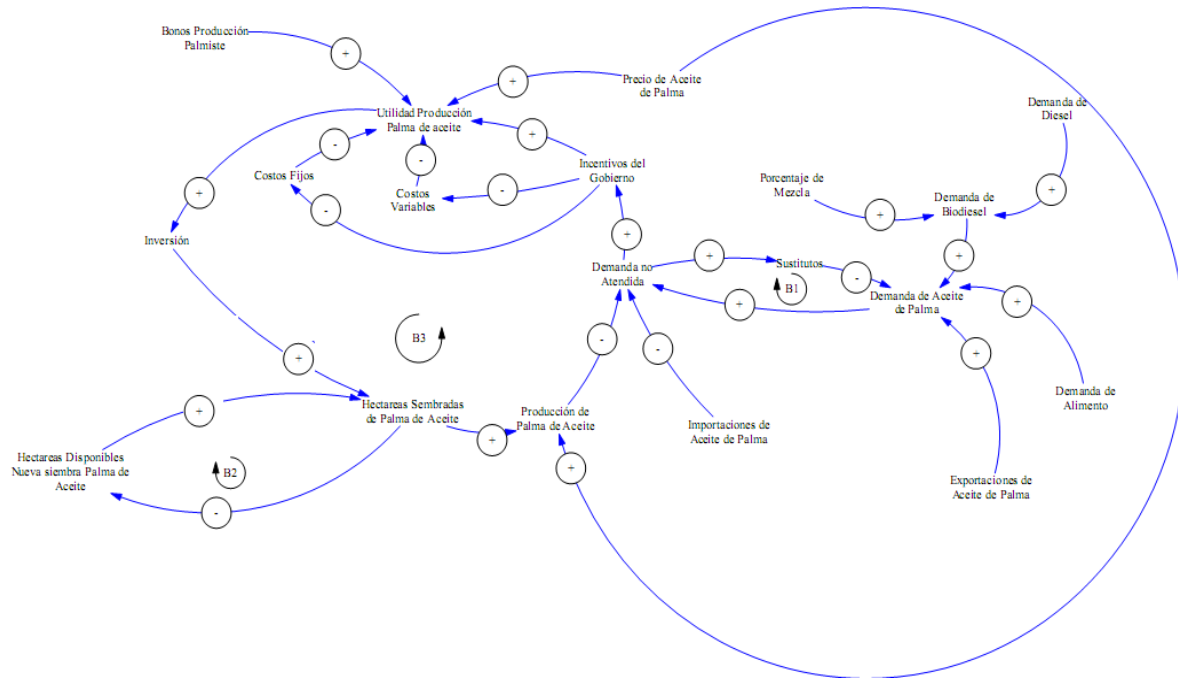 Bonos Producción
Palmiste
+
+
Precio de Aceite
de Palma
Utilidad Producción
Palma de aceite
+
-
-
Costos Fijos
Costos
Variables
-
-
Incentivos del
Gobierno
+
Inversión
+
Demanda de
Diesel
+
Porcentaje de
Mezcla
+
Demanda de
Biodiesel
+
Demanda no
Atendida
+
Sustitutos
-
B1
+
Demanda de Aceite
de Palma
+
+
B3
+
-
-
Demanda de
Alimento
Hectareas Sembradas
de Palma de Aceite
+
+
Producción de
Palma de Aceite
Importaciones de
Aceite de Palma
Hectareas Disponibles
Nueva siembra Palma de
Aceite
B2
-
+
Exportaciones de
Aceite de Palma